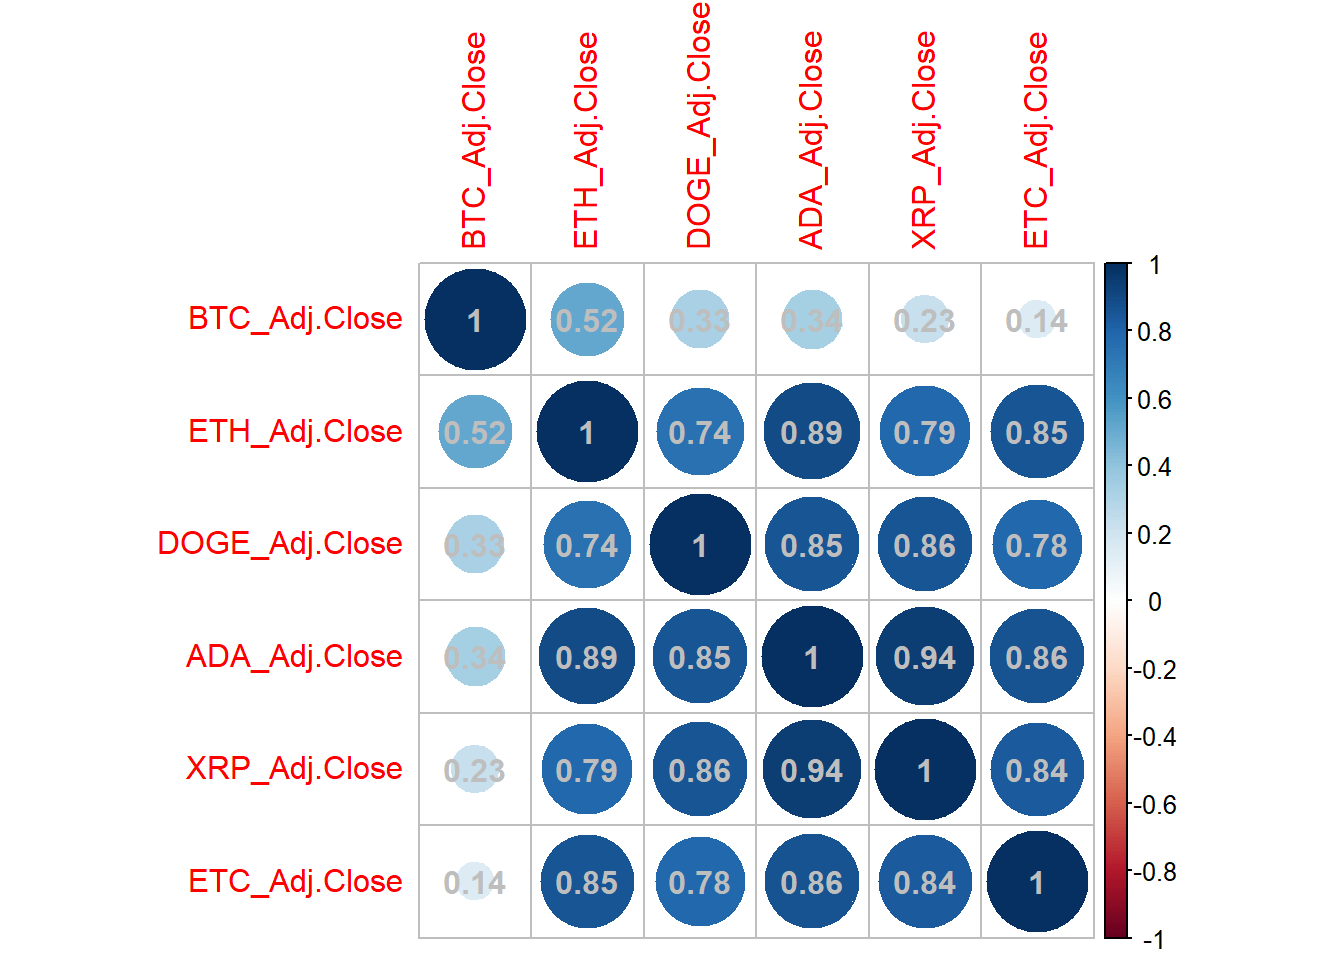 BTC_Adj.Close
ETH_Adj.Close
DOGE_Adj.Close
ADA_Adj.Close
XRP_Adj.Close
ETC_Adj.Close
BTC_Adj.Close 1 0.52 0.33 0.34 0.23 0.14
ETH_Adj.Close 0.52 1 0.74 0.89 0.79 0.85
DOGE_Adj.Close 0.33 0.74 1 0.85 0.86 0.78
ADA_Adj.Close 0.34 0.89 0.85 1 0.94 0.86
XRP_Adj.Close 0.23 0.79 0.86 0.94 1 0.84
ETC_Adj.Close 0.14 0.85 0.78 0.86 0.84 1
1
0.8
0.6
0.4
0.2
0
-0.2
-0.4
-0.6
-0.8
-1